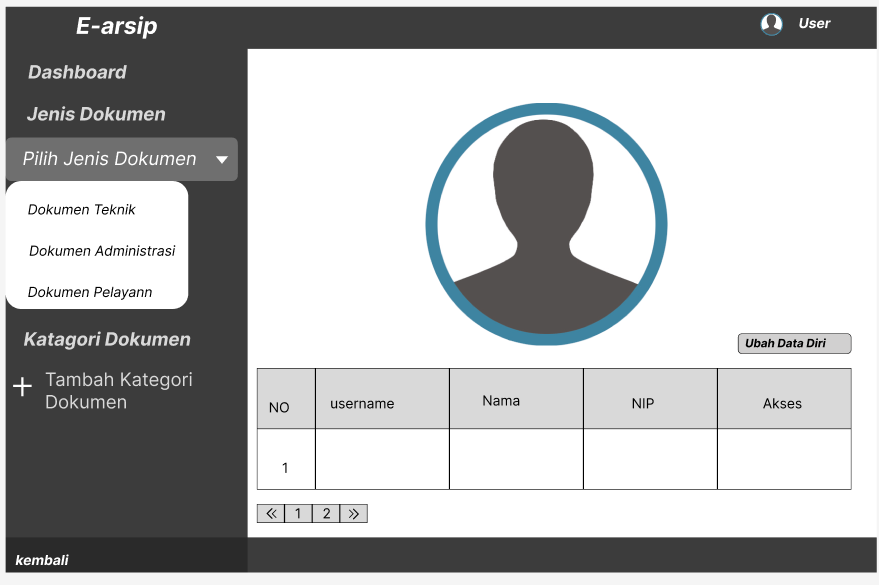 E-arsip
User
Dashboard
Jenis Dokumen
Pilih Jenis Dokumen
Dokumen Teknik
Dokumen Administrasi
Dokumen Pelayann
Katagori Dokumen
+ Tambah Kategori
Dokumen
Ubah Data Diri
NO username Nama NIP Akses
1
« 1 2 »
kembali